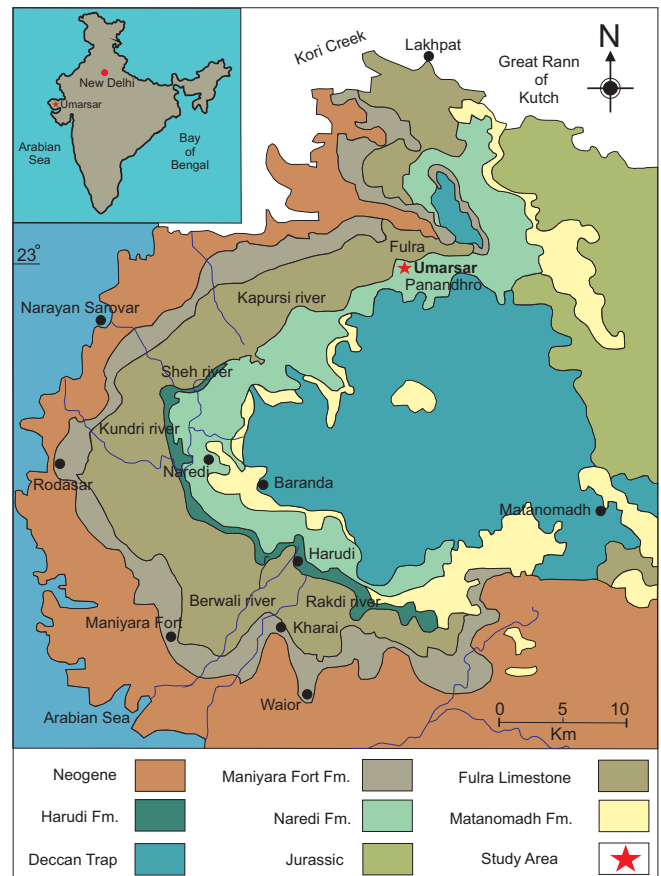 New Delhi
Umarsar
Arabian
Sea
Bay
of
Bengal
Kori Creek
Lakhpat
Great Rann
of
Kutch
N
23°
Fulra
Umarsar
Panandhro
Kapursi river
Narayan Sarovar
Sheh river
Kundri river
Naredi
Rodasar
Baranda
Matanomadh
Harudi
Berwali river
Rakdi river
Maniyara Fort
Kharai
Waior
Arabian Sea
0 5 10
Km
Neogene
Maniyara Fort Fm.
Fulra Limestone
Harudi Fm.
Naredi Fm.
Matanomadh Fm.
Deccan Trap
Jurassic
Study Area